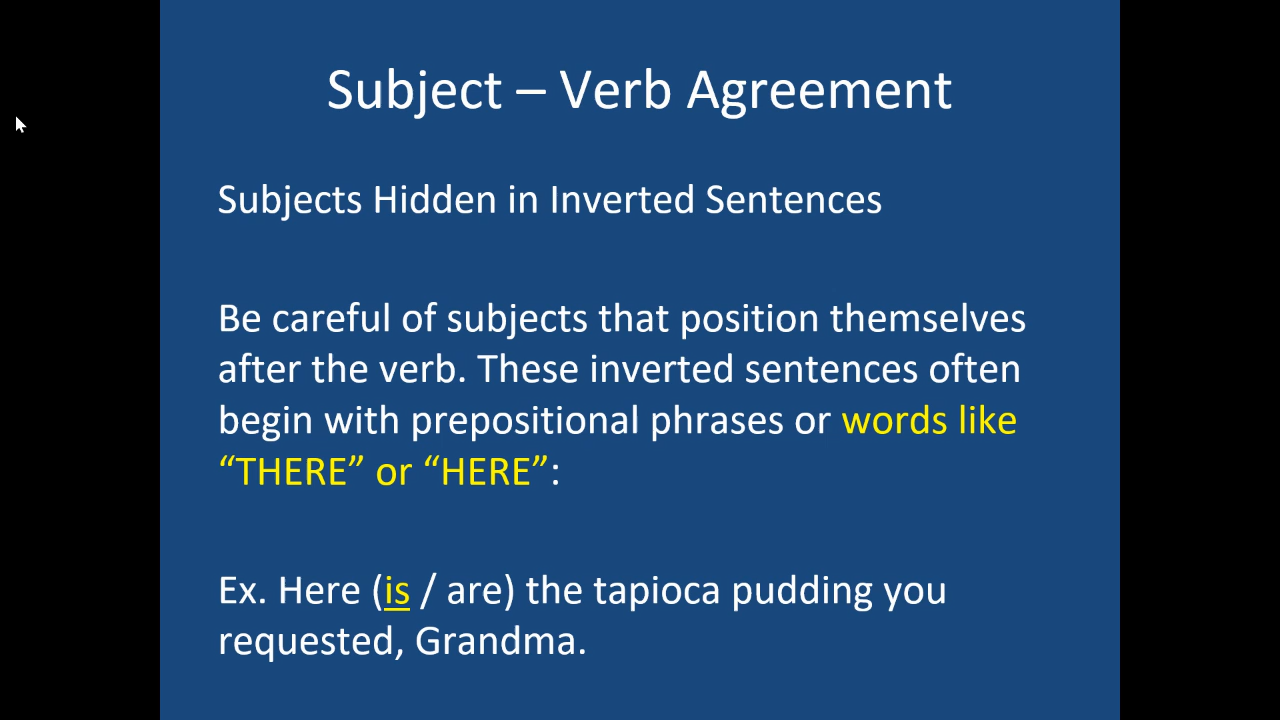 Subject – Verb Agreement
Subjects Hidden in Inverted Sentences
Be careful of subjects that position themselves
after the verb. These inverted sentences often
begin with prepositional phrases or words like
“THERE” or “HERE”:
Ex. Here (is / are) the tapioca pudding you
requested, Grandma.